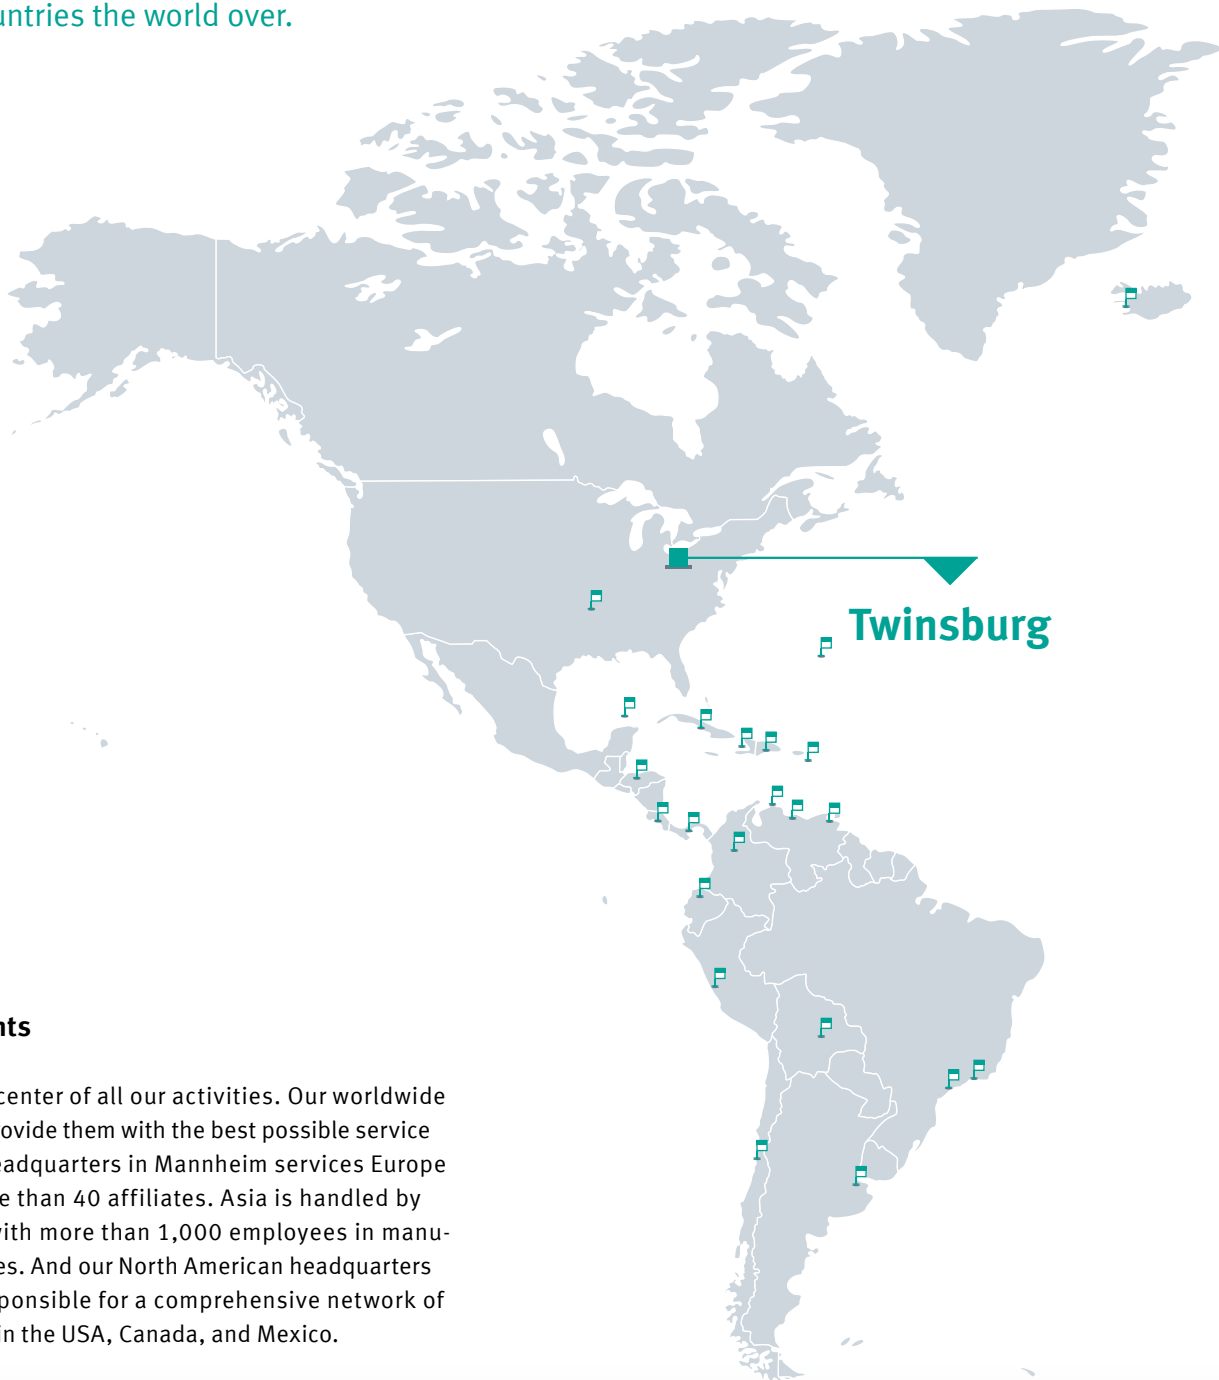 untries the world over.
Twinsburg
nts
center of all our activities. Our worldwide
ovide them with the best possible service
eadquarters in Mannheim services Europe
e than 40 affiliates. Asia is handled by
with more than 1,000 employees in manu-
es. And our North American headquarters
ponsible for a comprehensive network of
in the USA, Canada, and Mexico.